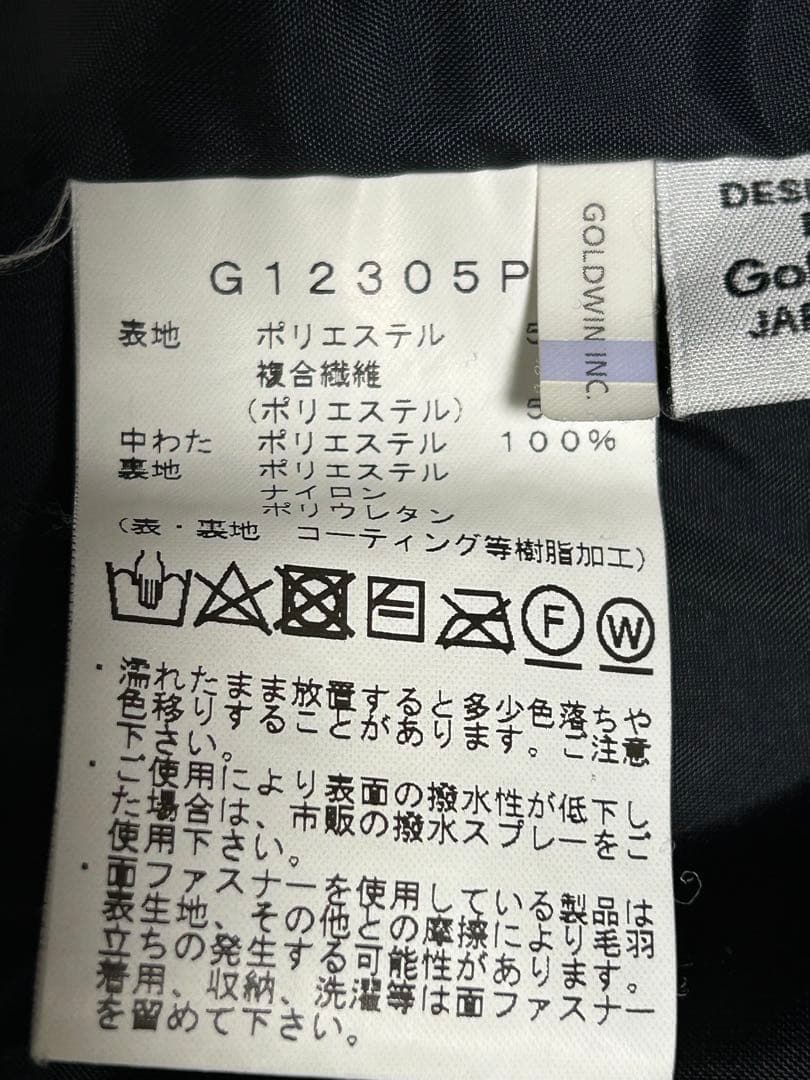 G12305P
GOLDWIN INC.
表地 ポリエステル 5
複合繊維
(ポリエステル) 5
中わた ポリエステル 100%
裏地 ポリエステル
ナイロン
ポリウレタン
(表・裏地 コーティング等樹脂加工)
F W
・濡れたまま放置すると多少色落ちや
色移りすることがあります。ご注意
下さい。
・ご使用により表面の撥水性が低下し
た場合は、市販の撥水スプレーをご
使用下さい。
・面ファスナーを使用している製品は
表生地、その他との摩擦により毛羽
立ちの発生する可能性があります。
着用、収納、洗濯等は面ファスナー
を留めて下さい。